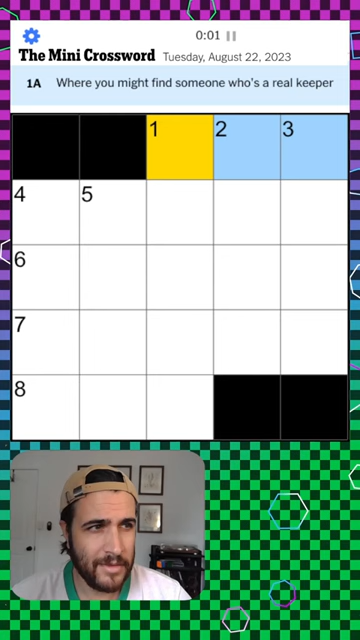 0:01
The Mini Crossword Tuesday, August 22, 2023
1A Where you might find someone who's a real keeper
1 2 3
4 5
6
7
8